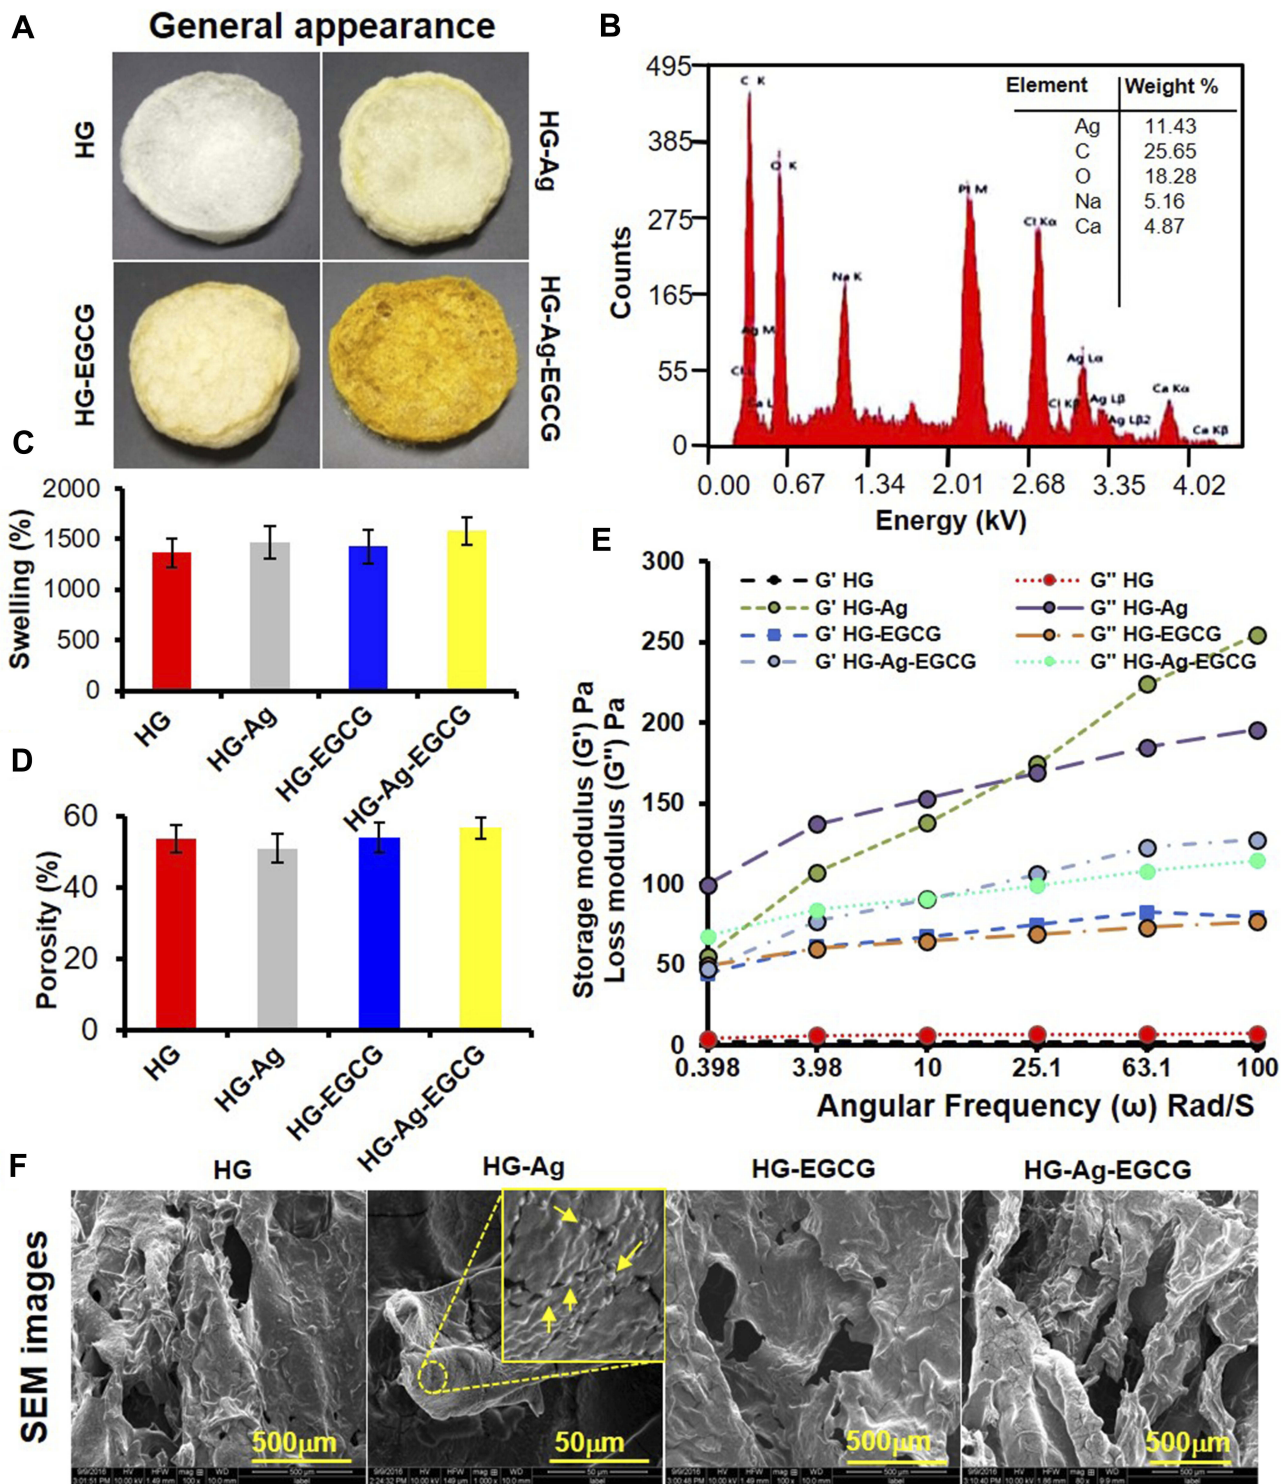 A
General appearance
HG
HG-Ag
HG-EGCG
HG-Ag-EGCG
B
Counts
495
385
275
165
55
0
0.00 0.67 1.34 2.01 2.68 3.35 4.02
Energy (kV)
Element Weight %
Ag 11.43
C 25.65
O 18.28
Na 5.16
Ca 4.87
C K
O K
Ag M
Ca L
Na K
Pt M
Cl Kα
Cl Kβ
Ag Lα
Ag Lβ
Ag Lβ2
Ca Kα
Ca Kβ
C
Swelling (%)
2000
1500
1000
500
0
HG
HG-Ag
HG-EGCG
HG-Ag-EGCG
D
Porosity (%)
60
40
20
0
HG
HG-Ag
HG-EGCG
HG-Ag-EGCG
E
Storage modulus (G') Pa
Loss modulus (G") Pa
300
250
200
150
100
50
0
0.398 3.98 10 25.1 63.1 100
Angular Frequency (ω) Rad/S
G' HG G" HG
G' HG-Ag G" HG-Ag
G' HG-EGCG G" HG-EGCG
G' HG-Ag-EGCG G" HG-Ag-EGCG
F
SEM images
HG HG-Ag HG-EGCG HG-Ag-EGCG
500µm 50µm 500µm 500µm